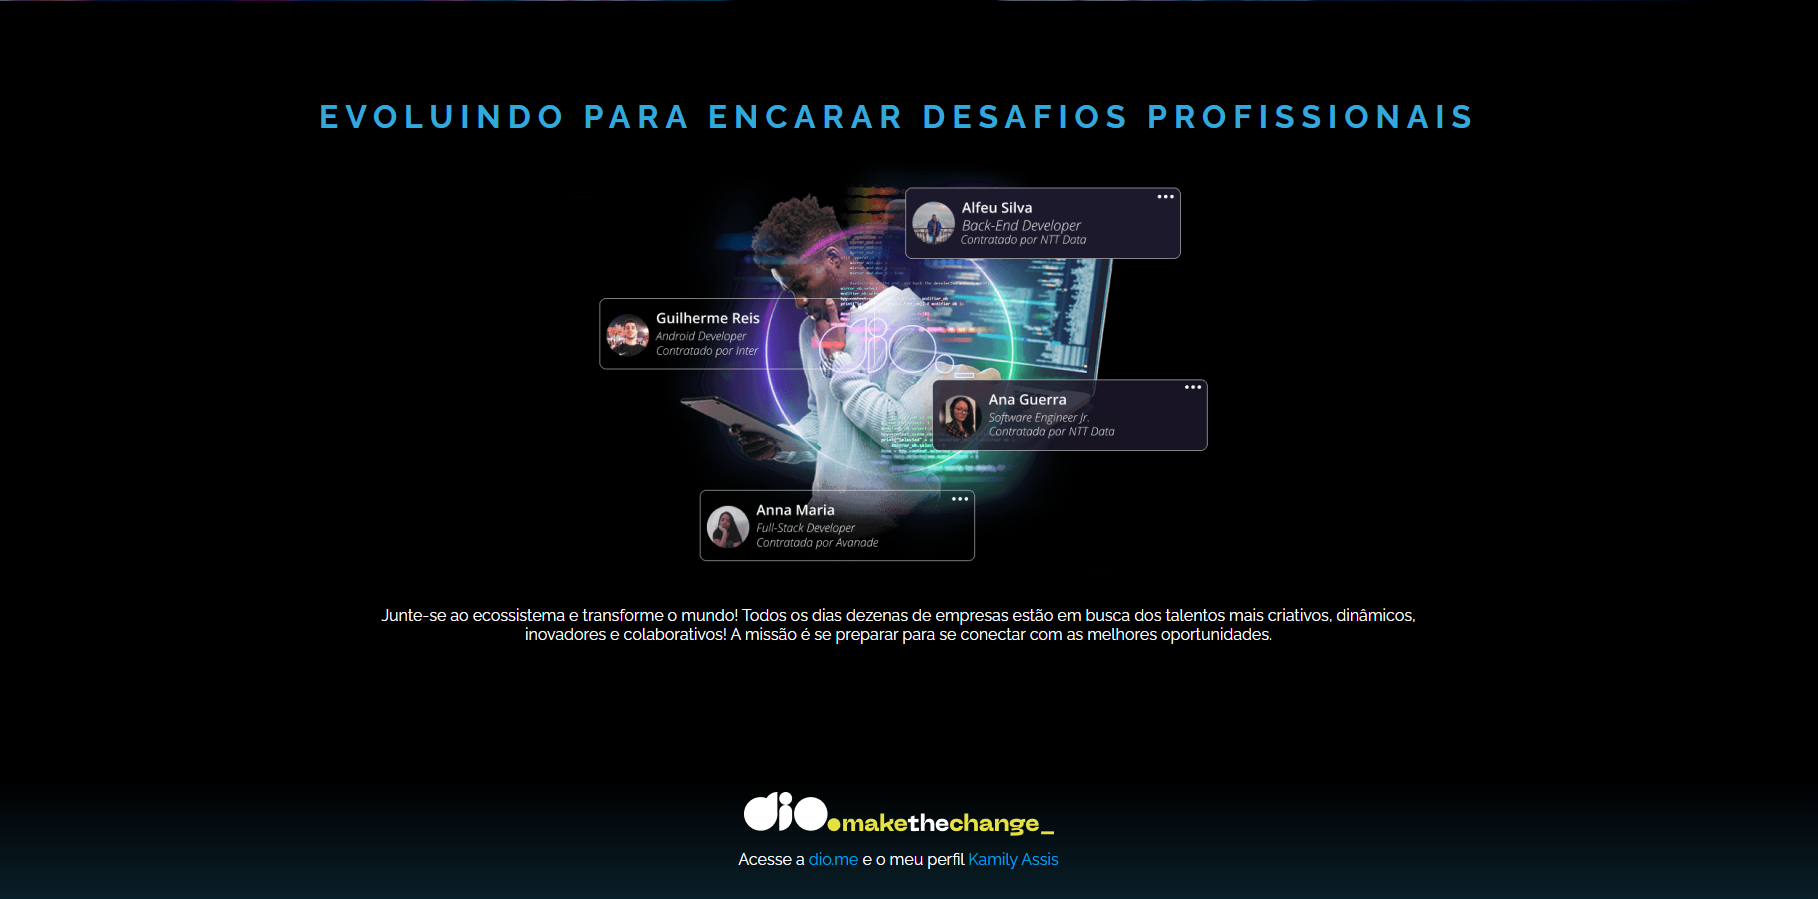 EVOLUINDO PARA ENCARAR DESAFIOS PROFISSIONAIS
Alfeu Silva
Back-End Developer
Contratado por NTT Data
Guilherme Reis
Android Developer
Contratado por Inter
dio._
Ana Guerra
Software Engineer Jr.
Contratada por NTT Data
Anna Maria
Full-Stack Developer
Contratada por Avanade
Junte-se ao ecossistema e transforme o mundo! Todos os dias dezenas de empresas estão em busca dos talentos mais criativos, dinâmicos,
inovadores e colaborativos! A missão é se preparar para se conectar com as melhores oportunidades.
dio.makethechange_
Acesse a dio.me e o meu perfil Kamily Assis